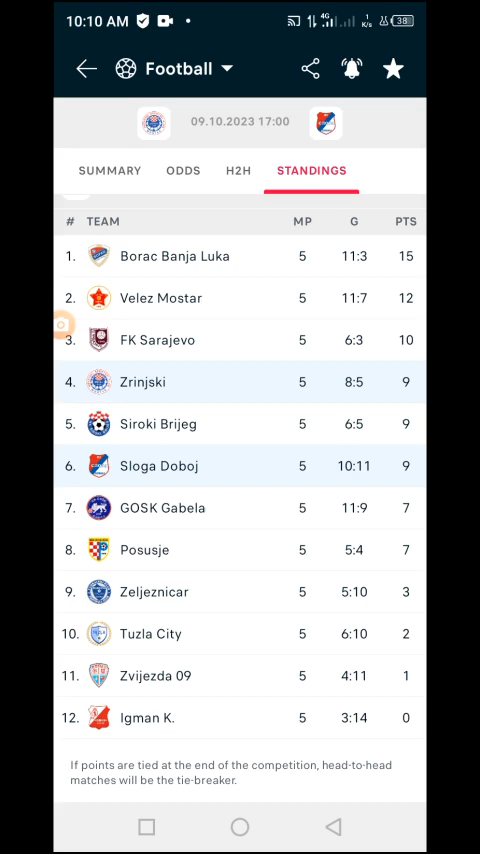 10:10 AM 4G 1 K/s 38
Football
09.10.2023 17:00
SUMMARY ODDS H2H STANDINGS
# TEAM MP G PTS
1. Borac Banja Luka 5 11:3 15
2. Velez Mostar 5 11:7 12
3. FK Sarajevo 5 6:3 10
4. Zrinjski 5 8:5 9
5. Siroki Brijeg 5 6:5 9
6. Sloga Doboj 5 10:11 9
7. GOSK Gabela 5 11:9 7
8. Posusje 5 5:4 7
9. Zeljeznicar 5 5:10 3
10. Tuzla City 5 6:10 2
11. Zvijezda 09 5 4:11 1
12. Igman K. 5 3:14 0
If points are tied at the end of the competition, head-to-head
matches will be the tie-breaker.